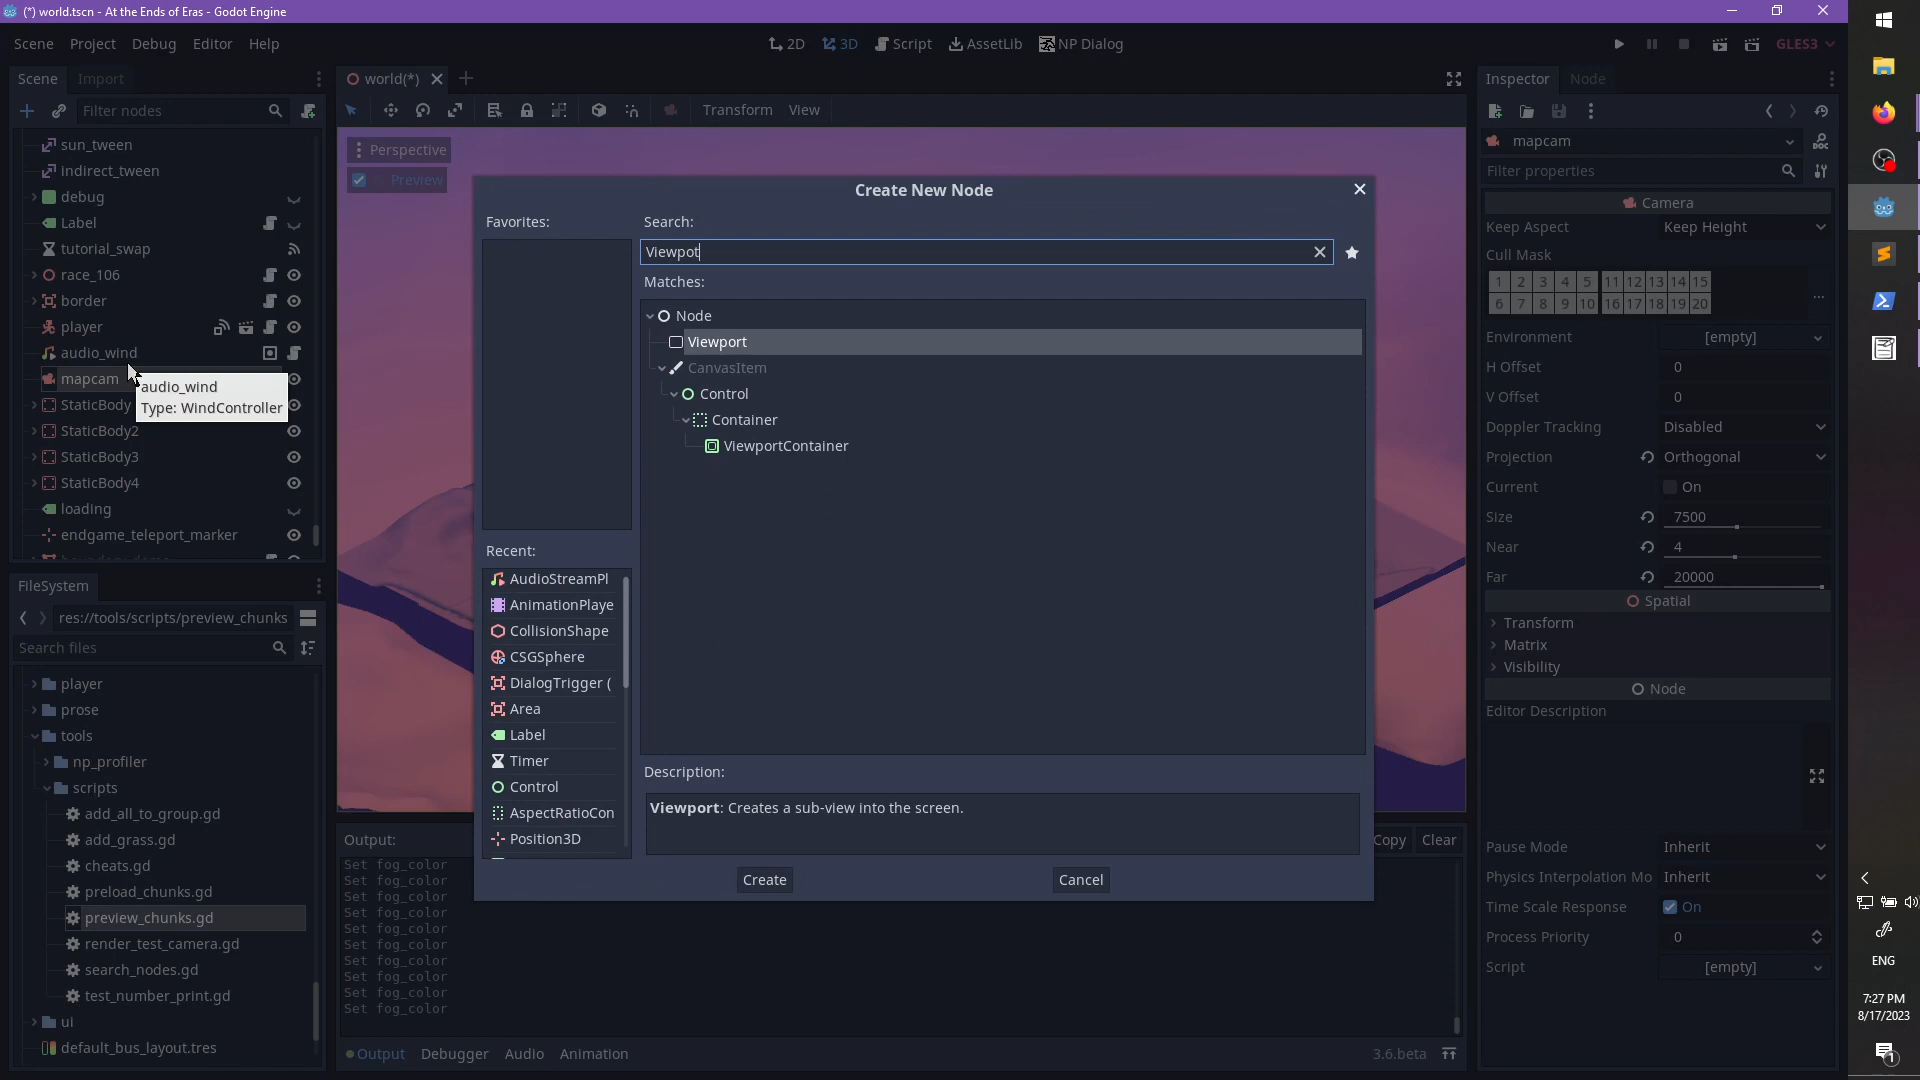 (*) world.tscn - At the Ends of Eras - Godot Engine
Scene Project Debug Editor Help
2D 3D Script AssetLib NP Dialog
GLES3
Scene Import
Filter nodes
sun_tween
indirect_tween
debug
Label
tutorial_swap
race_106
border
player
audio_wind
mapcam
audio_wind
Type: WindController
StaticBody
StaticBody2
StaticBody3
StaticBody4
loading
endgame_teleport_marker
FileSystem
res://tools/scripts/preview_chunks
Search files
player
prose
tools
np_profiler
scripts
add_all_to_group.gd
add_grass.gd
cheats.gd
preload_chunks.gd
preview_chunks.gd
render_test_camera.gd
search_nodes.gd
test_number_print.gd
ui
default_bus_layout.tres
world(*)
Transform View
Perspective
Preview
Create New Node
Favorites:
Search:
Viewpot
Matches:
Node
Viewport
CanvasItem
Control
Container
ViewportContainer
Recent:
AudioStreamPl
AnimationPlaye
CollisionShape
CSGSphere
DialogTrigger (
Area
Label
Timer
Control
AspectRatioCon
Position3D
Description:
Viewport: Creates a sub-view into the screen.
Create Cancel
Output:
Copy Clear
Set fog_color
Set fog_color
Set fog_color
Set fog_color
Set fog_color
Set fog_color
Set fog_color
Set fog_color
Set fog_color
Set fog_color
Output Debugger Audio Animation
3.6.beta
Inspector Node
mapcam
DOC
Filter properties
Camera
Keep Aspect Keep Height
Cull Mask
1 2 3 4 5 11 12 13 14 15
6 7 8 9 10 16 17 18 19 20
...
Environment [empty]
H Offset 0
V Offset 0
Doppler Tracking Disabled
Projection Orthogonal
Current On
Size 7500
Near 4
Far 20000
Spatial
Transform
Matrix
Visibility
Node
Editor Description
Pause Mode Inherit
Physics Interpolation Mo Inherit
Time Scale Response On
Process Priority 0
Script [empty]
ENG
7:27 PM
8/17/2023
1